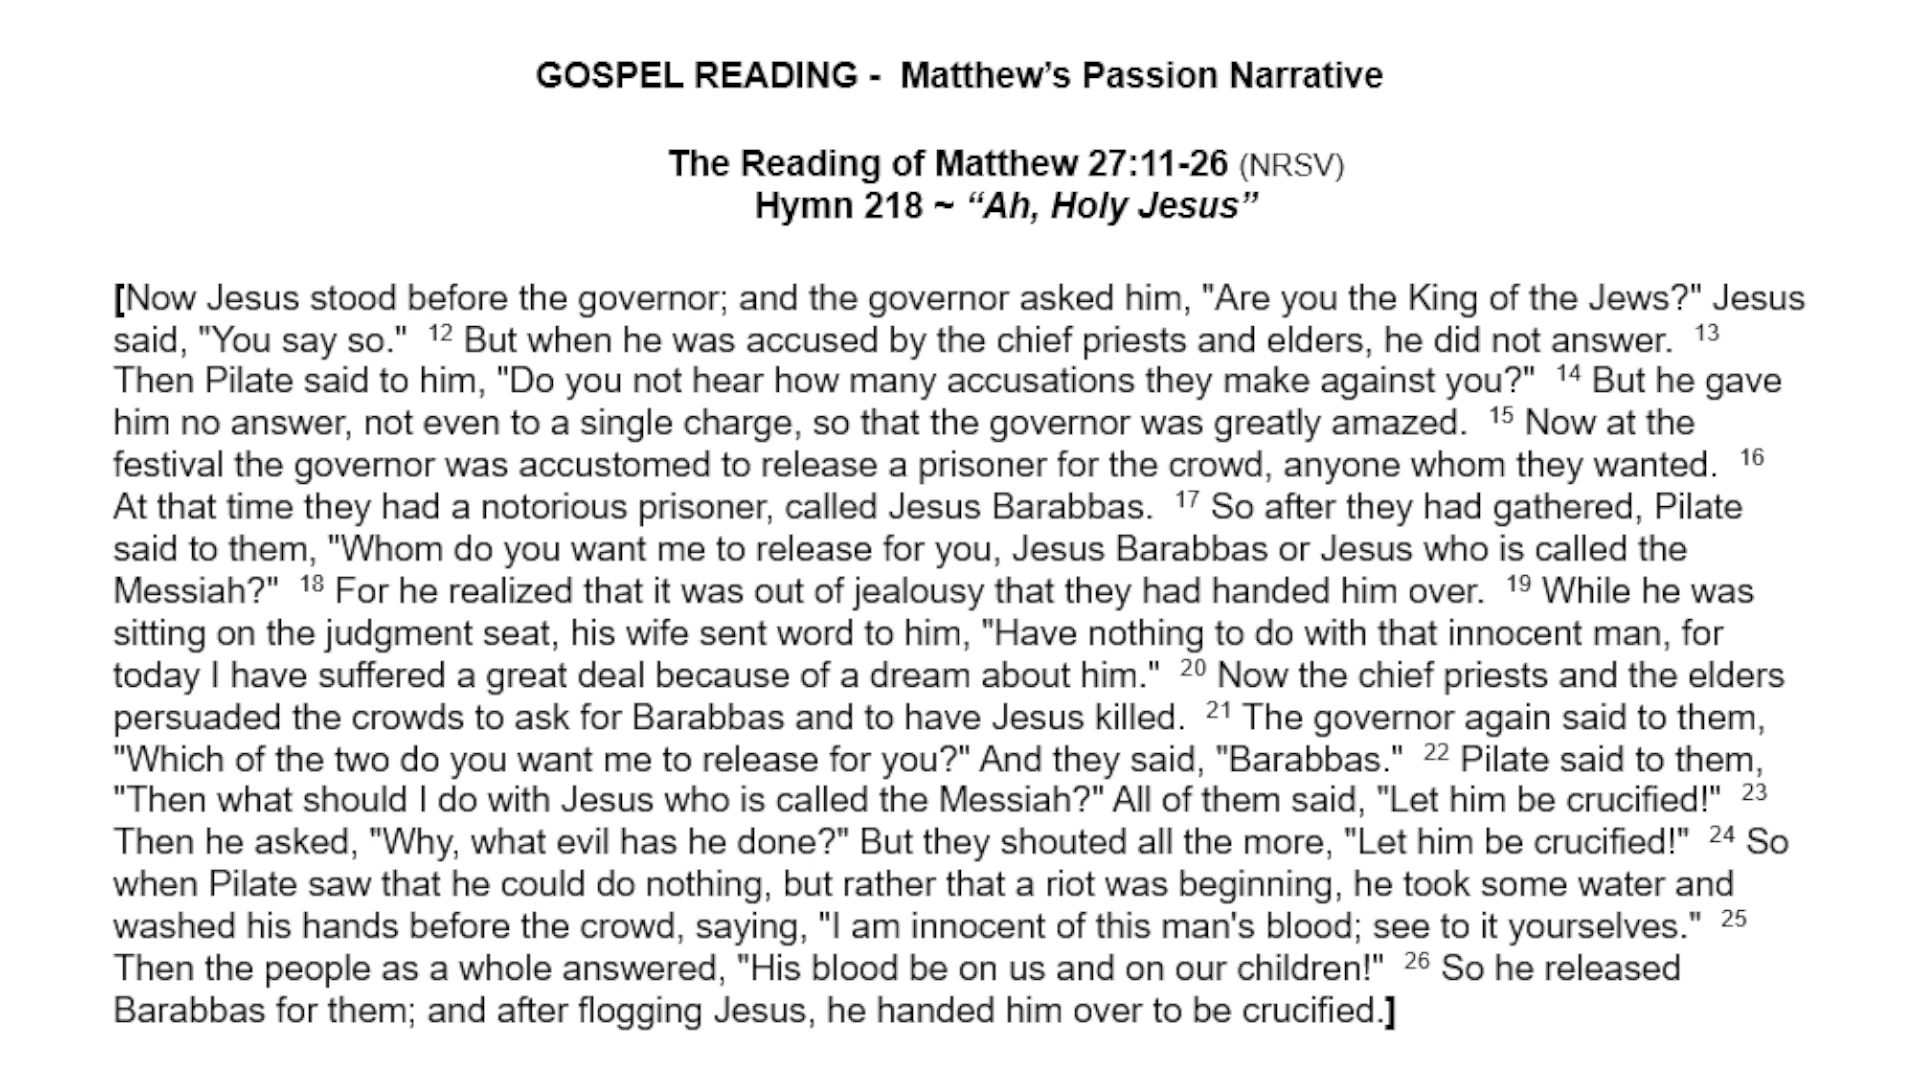 GOSPEL READING - Matthew’s Passion Narrative
The Reading of Matthew 27:11-26 (NRSV)
Hymn 218 ~ “Ah, Holy Jesus”
[Now Jesus stood before the governor; and the governor asked him, "Are you the King of the Jews?" Jesus
said, "You say so." 12 But when he was accused by the chief priests and elders, he did not answer. 13
Then Pilate said to him, "Do you not hear how many accusations they make against you?" 14 But he gave
him no answer, not even to a single charge, so that the governor was greatly amazed. 15 Now at the
festival the governor was accustomed to release a prisoner for the crowd, anyone whom they wanted. 16
At that time they had a notorious prisoner, called Jesus Barabbas. 17 So after they had gathered, Pilate
said to them, "Whom do you want me to release for you, Jesus Barabbas or Jesus who is called the
Messiah?" 18 For he realized that it was out of jealousy that they had handed him over. 19 While he was
sitting on the judgment seat, his wife sent word to him, "Have nothing to do with that innocent man, for
today I have suffered a great deal because of a dream about him." 20 Now the chief priests and the elders
persuaded the crowds to ask for Barabbas and to have Jesus killed. 21 The governor again said to them,
"Which of the two do you want me to release for you?" And they said, "Barabbas." 22 Pilate said to them,
"Then what should I do with Jesus who is called the Messiah?" All of them said, "Let him be crucified!" 23
Then he asked, "Why, what evil has he done?" But they shouted all the more, "Let him be crucified!" 24 So
when Pilate saw that he could do nothing, but rather that a riot was beginning, he took some water and
washed his hands before the crowd, saying, "I am innocent of this man's blood; see to it yourselves." 25
Then the people as a whole answered, "His blood be on us and on our children!" 26 So he released
Barabbas for them; and after flogging Jesus, he handed him over to be crucified.]